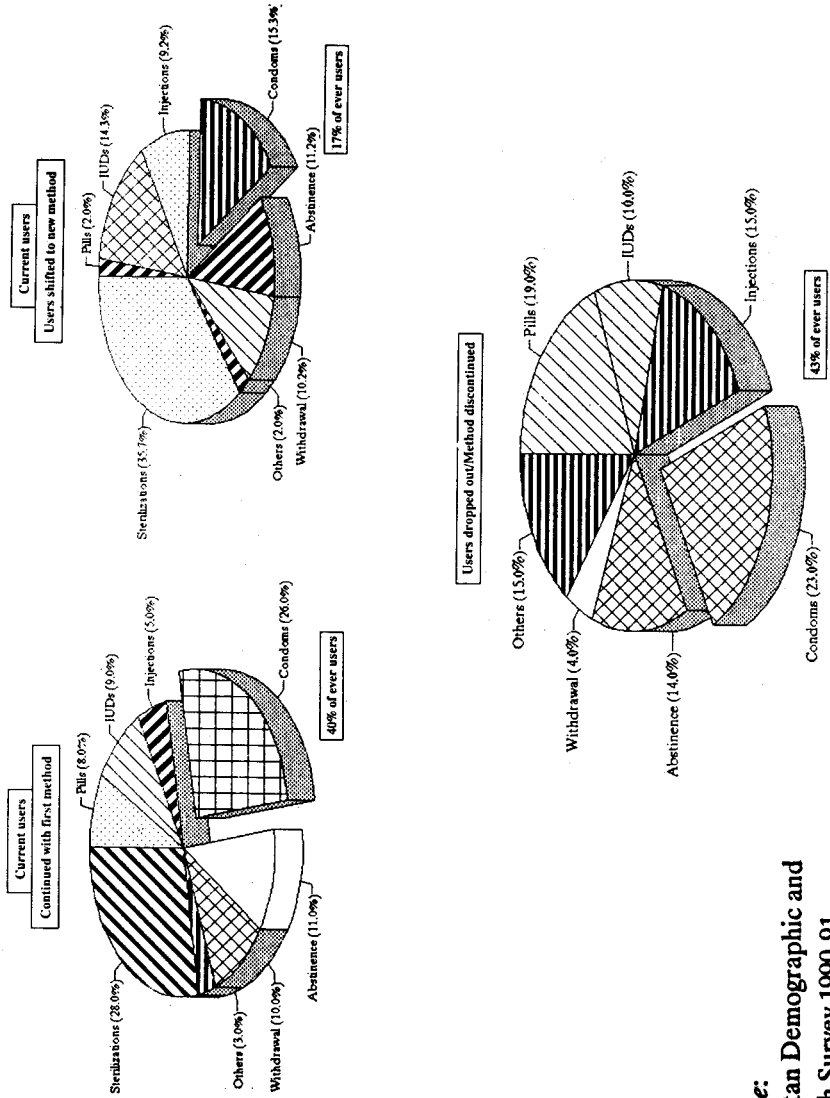 Current users
Continued with first method
Pills (8.0%)
IUDs (9.0%)
Injections (5.0%)
Condoms (26.0%)
Abstinence (11.0%)
Withdrawal (10.0%)
Others (3.0%)
Sterilizations (28.0%)
40% of ever users
Current users
Users shifted to new method
Pills (2.0%)
IUDs (14.3%)
Injections (9.2%)
Condoms (15.3%)
Abstinence (11.2%)
Withdrawal (10.2%)
Others (2.0%)
Sterilizations (35.7%)
17% of ever users
Users dropped out/Method discontinued
Pills (19.0%)
IUDs (10.0%)
Injections (15.0%)
Condoms (23.0%)
Abstinence (14.0%)
Withdrawal (4.0%)
Others (15.0%)
43% of ever users
e:
tan Demographic and
h Survey 1990-91